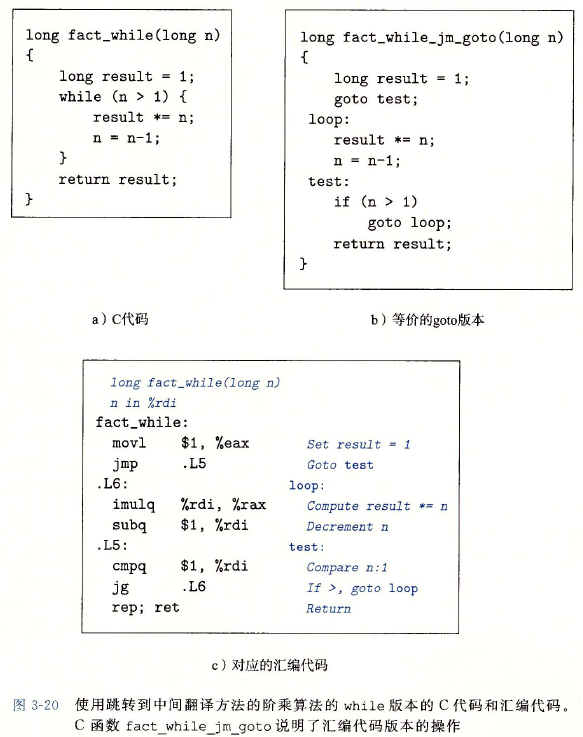 long fact_while(long n)
{
    long result = 1;
    while (n > 1) {
        result *= n;
        n = n-1;
    }
    return result;
}
a）C代码
long fact_while_jm_goto(long n)
{
    long result = 1;
    goto test;
 loop:
    result *= n;
    n = n-1;
 test:
    if (n > 1)
        goto loop;
    return result;
}
b）等价的goto版本
long fact_while(long n)
n in %rdi
fact_while:
  movl    $1, %eax    Set result = 1
  jmp     .L5    Goto test
.L6:    loop:
  imulq   %rdi, %rax    Compute result *= n
  subq    $1, %rdi    Decrement n
.L5:    test:
  cmpq    $1, %rdi    Compare n:1
  jg      .L6    If >, goto loop
  rep; ret    Return
c）对应的汇编代码
图 3-20 使用跳转到中间翻译方法的阶乘算法的 while 版本的 C 代码和汇编代码。
C 函数 fact_while_jm_goto 说明了汇编代码版本的操作